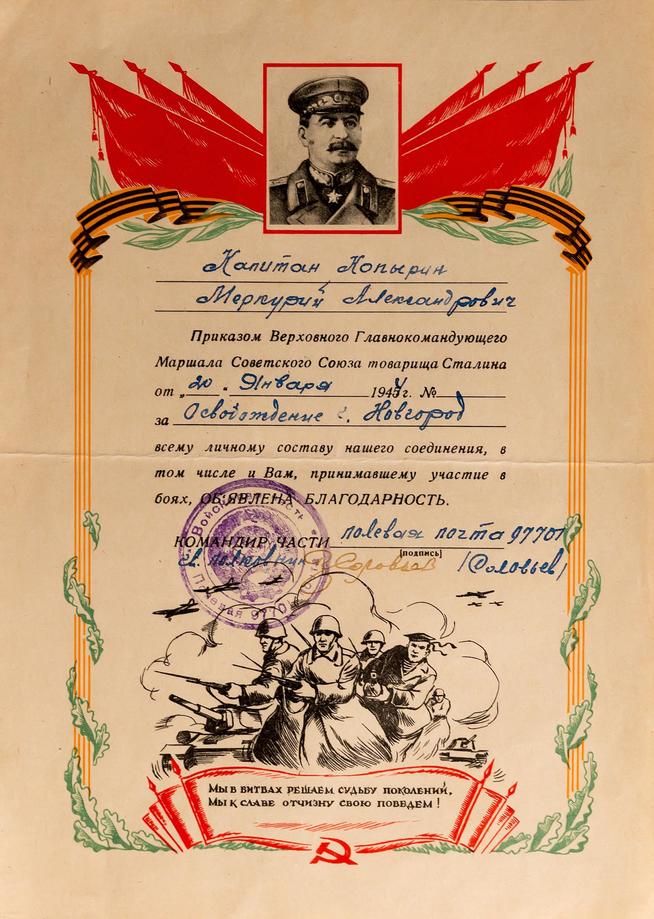 Капитан Копырин
Меркурий Александрович
Приказом Верховного Главнокомандующего
Маршала Советского Союза товарища Сталина
от „ 20 “ Января 1944 г. №
за Освобождение г. Новгород
всему личному составу нашего соединения, в
том числе и Вам, принимавшему участие в
боях, ОБЪЯВЛЕНА БЛАГОДАРНОСТЬ.
КОМАНДИР ЧАСТИ полевая почта 97701
[подпись]
полковник Соловьев /Соловьев/
Мы в битвах решаем судьбу поколений,
Мы к славе отчизну свою поведем!